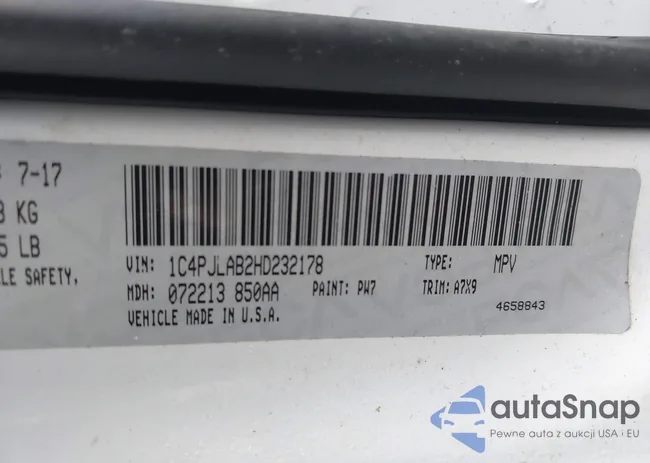 7-17
KG
LB
LE SAFETY,
VIN: 1C4PJLAB2HD232178 TYPE: MPV
MDH: 072213 850AA PAINT: PW7 TRIM: A7X9
VEHICLE MADE IN U.S.A. 4658843
autaSnap
Pewne auta z aukcji USA i EU